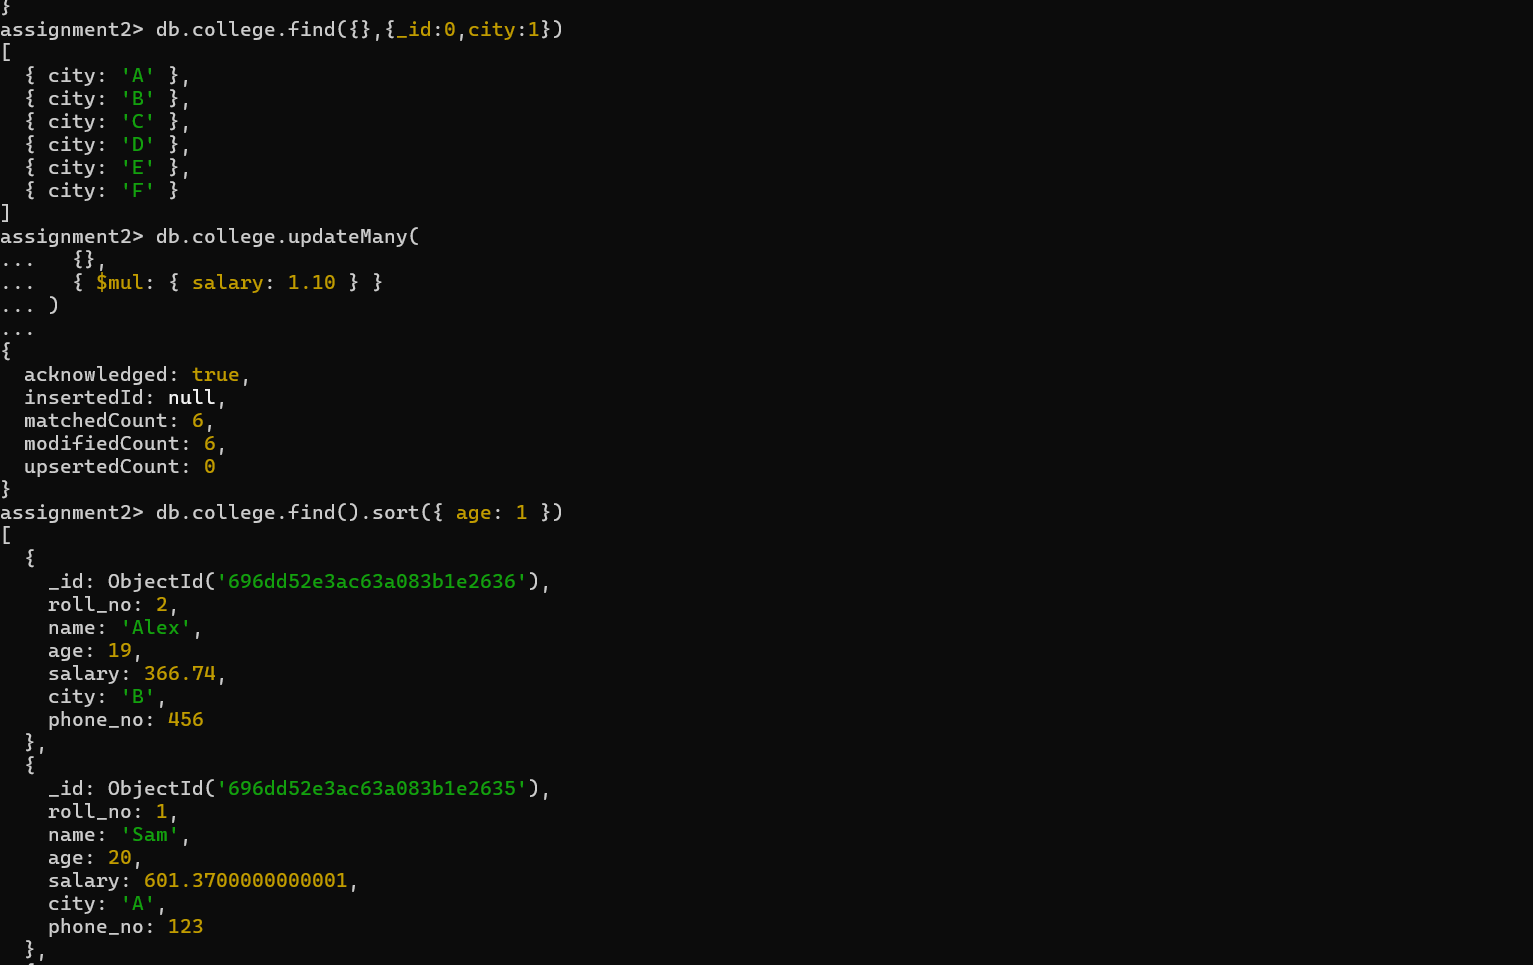 }
assignment2> db.college.find({},{_id:0,city:1})
[
  { city: 'A' },
  { city: 'B' },
  { city: 'C' },
  { city: 'D' },
  { city: 'E' },
  { city: 'F' }
]
assignment2> db.college.updateMany(
...   {},
...   { $mul: { salary: 1.10 } }
... )
...
{
  acknowledged: true,
  insertedId: null,
  matchedCount: 6,
  modifiedCount: 6,
  upsertedCount: 0
}
assignment2> db.college.find().sort({ age: 1 })
[
  {
    _id: ObjectId('696dd52e3ac63a083b1e2636'),
    roll_no: 2,
    name: 'Alex',
    age: 19,
    salary: 366.74,
    city: 'B',
    phone_no: 456
  },
  {
    _id: ObjectId('696dd52e3ac63a083b1e2635'),
    roll_no: 1,
    name: 'Sam',
    age: 20,
    salary: 601.3700000000001,
    city: 'A',
    phone_no: 123
  },
  {